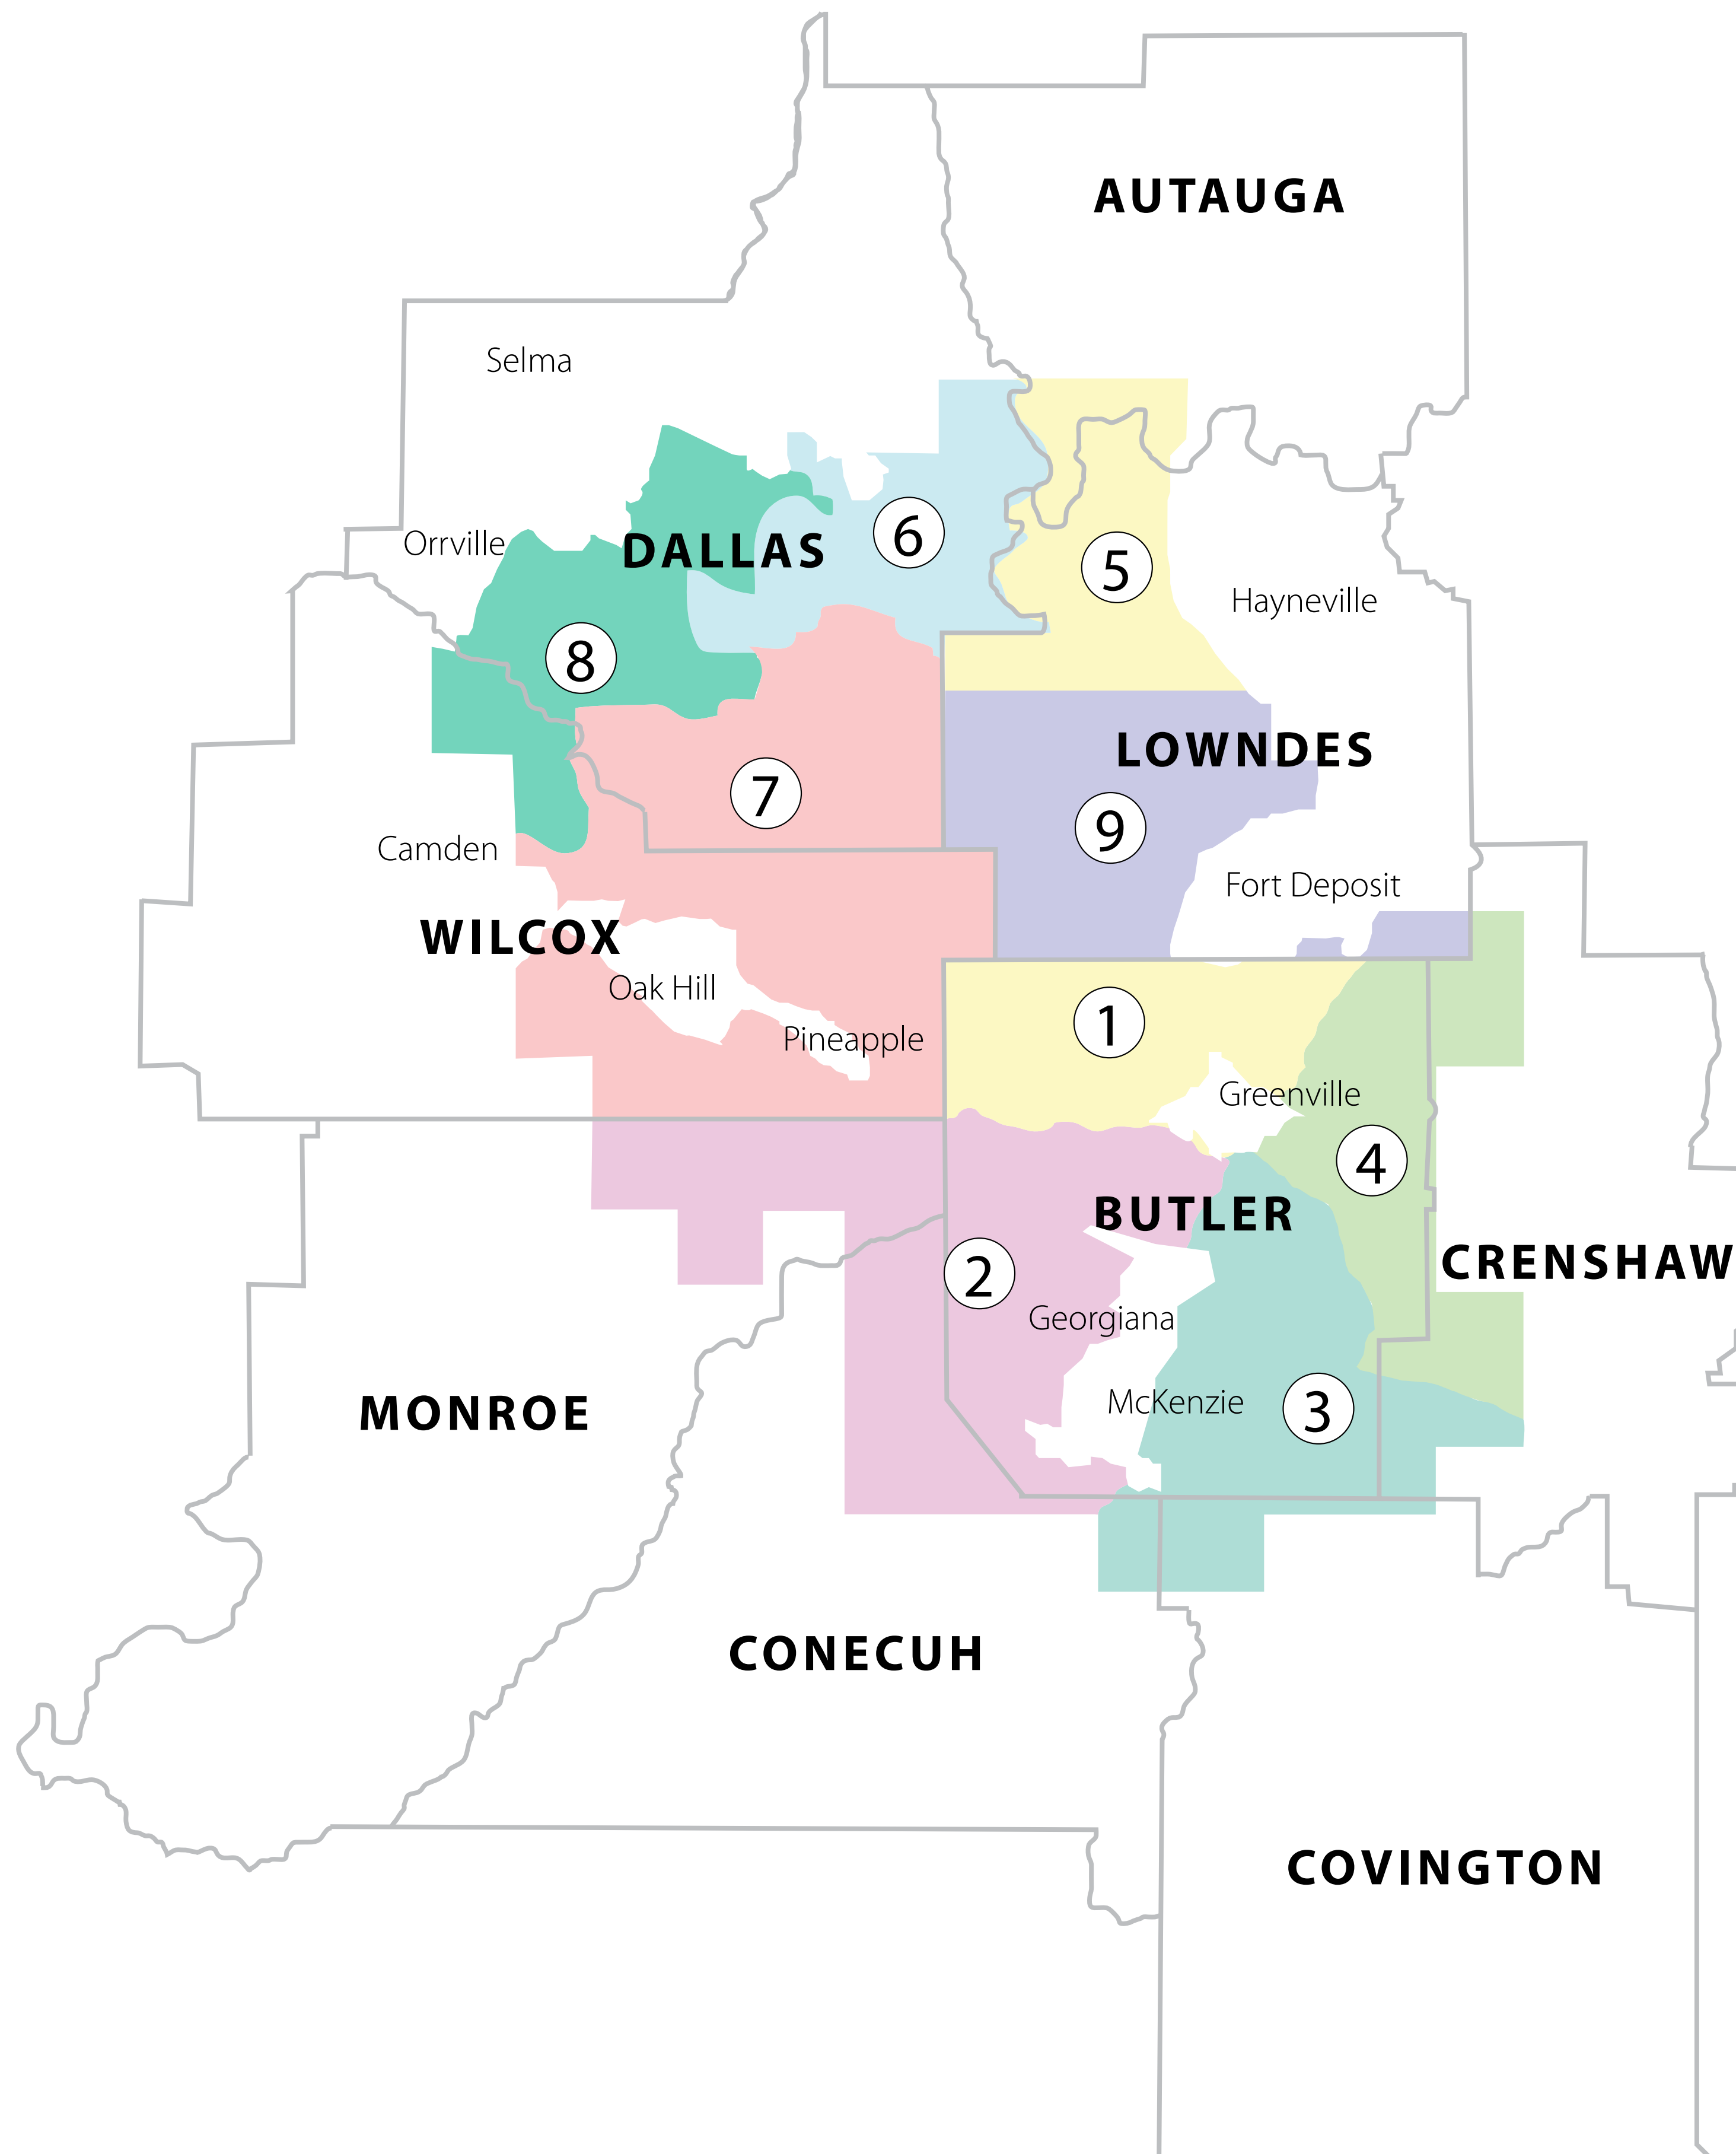 AUTAUGA
Selma
6
Orrville
DALLAS
5
Hayneville
8
LOWNDES
7
9
Camden
Fort Deposit
WILCOX
Oak Hill
1
Pineapple
Greenville
4
BUTLER
CRENSHAW
2
Georgiana
McKenzie
3
MONROE
CONECUH
COVINGTON